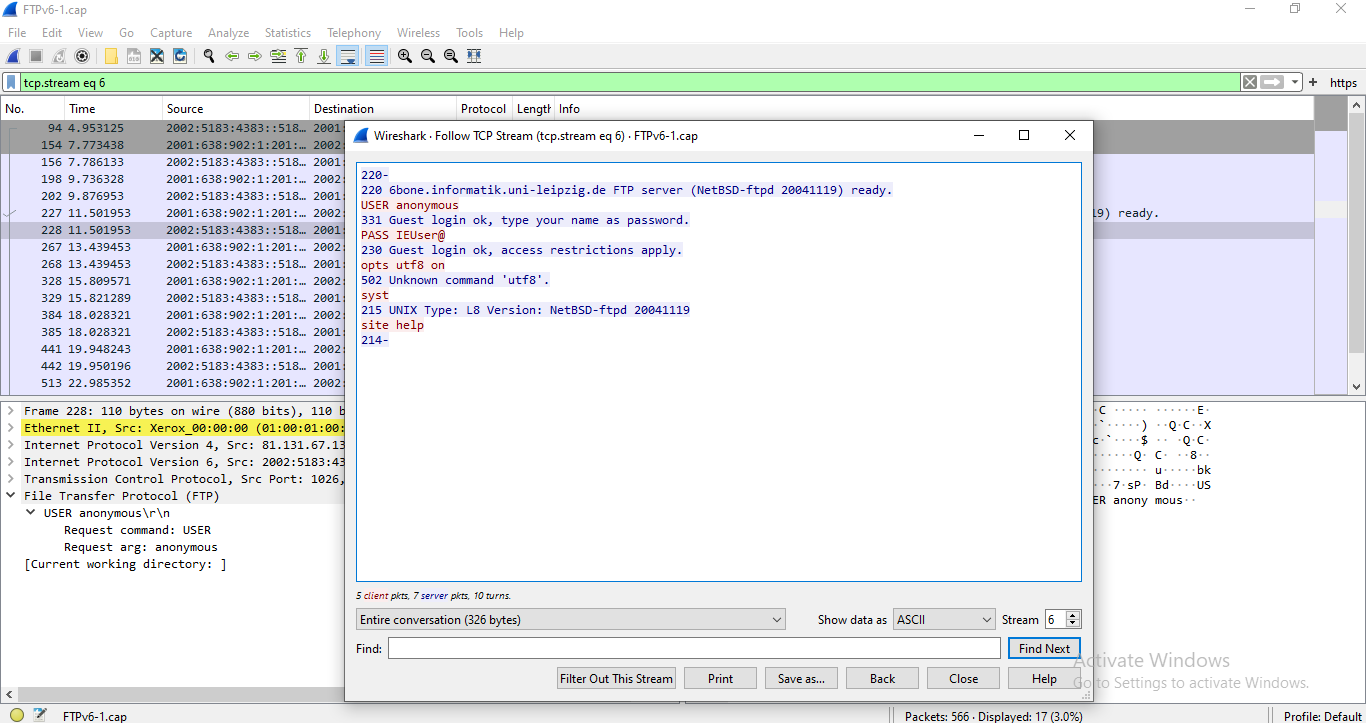 FTPv6-1.cap
File Edit View Go Capture Analyze Statistics Telephony Wireless Tools Help
tcp.stream eq 6
+ https
No. Time Source Destination Protocol Length Info
94 4.953125 2002:5183:4383::518… 2001:
154 7.773438 2001:638:902:1:201:… 2002:
156 7.786133 2002:5183:4383::518… 2001:
198 9.736328 2001:638:902:1:201:… 2002:
202 9.876953 2002:5183:4383::518… 2001:
227 11.501953 2001:638:902:1:201:… 2002: 19) ready.
228 11.501953 2002:5183:4383::518… 2001:
267 13.439453 2001:638:902:1:201:… 2002:
268 13.439453 2002:5183:4383::518… 2001:
328 15.809571 2001:638:902:1:201:… 2002:
329 15.821289 2002:5183:4383::518… 2001:
384 18.028321 2001:638:902:1:201:… 2002:
385 18.028321 2002:5183:4383::518… 2001:
441 19.948243 2001:638:902:1:201:… 2002:
442 19.950196 2002:5183:4383::518… 2001:
513 22.985352 2001:638:902:1:201:… 2002:
Wireshark · Follow TCP Stream (tcp.stream eq 6) · FTPv6-1.cap
220-
220 6bone.informatik.uni-leipzig.de FTP server (NetBSD-ftpd 20041119) ready.
USER anonymous
331 Guest login ok, type your name as password.
PASS IEUser@
230 Guest login ok, access restrictions apply.
opts utf8 on
502 Unknown command 'utf8'.
syst
215 UNIX Type: L8 Version: NetBSD-ftpd 20041119
site help
214-
5 client pkts, 7 server pkts, 10 turns.
Entire conversation (326 bytes) Show data as ASCII Stream 6
Find: Find Next
Filter Out This Stream Print Save as... Back Close Help
Frame 228: 110 bytes on wire (880 bits), 110 b
Ethernet II, Src: Xerox_00:00:00 (01:00:01:00:
Internet Protocol Version 4, Src: 81.131.67.13
Internet Protocol Version 6, Src: 2002:5183:43
Transmission Control Protocol, Src Port: 1026,
File Transfer Protocol (FTP)
USER anonymous\r\n
Request command: USER
Request arg: anonymous
[Current working directory: ]
·C ····· ······E·
·`·····) ··Q·C··X
c·`····$ ·· ·Q·C·
······Q· C· ··8··
········ u·····bk
··7·sP· Bd····US
ER anony mous··
Activate Windows
Go to Settings to activate Windows.
FTPv6-1.cap Packets: 566 · Displayed: 17 (3.0%) Profile: Default